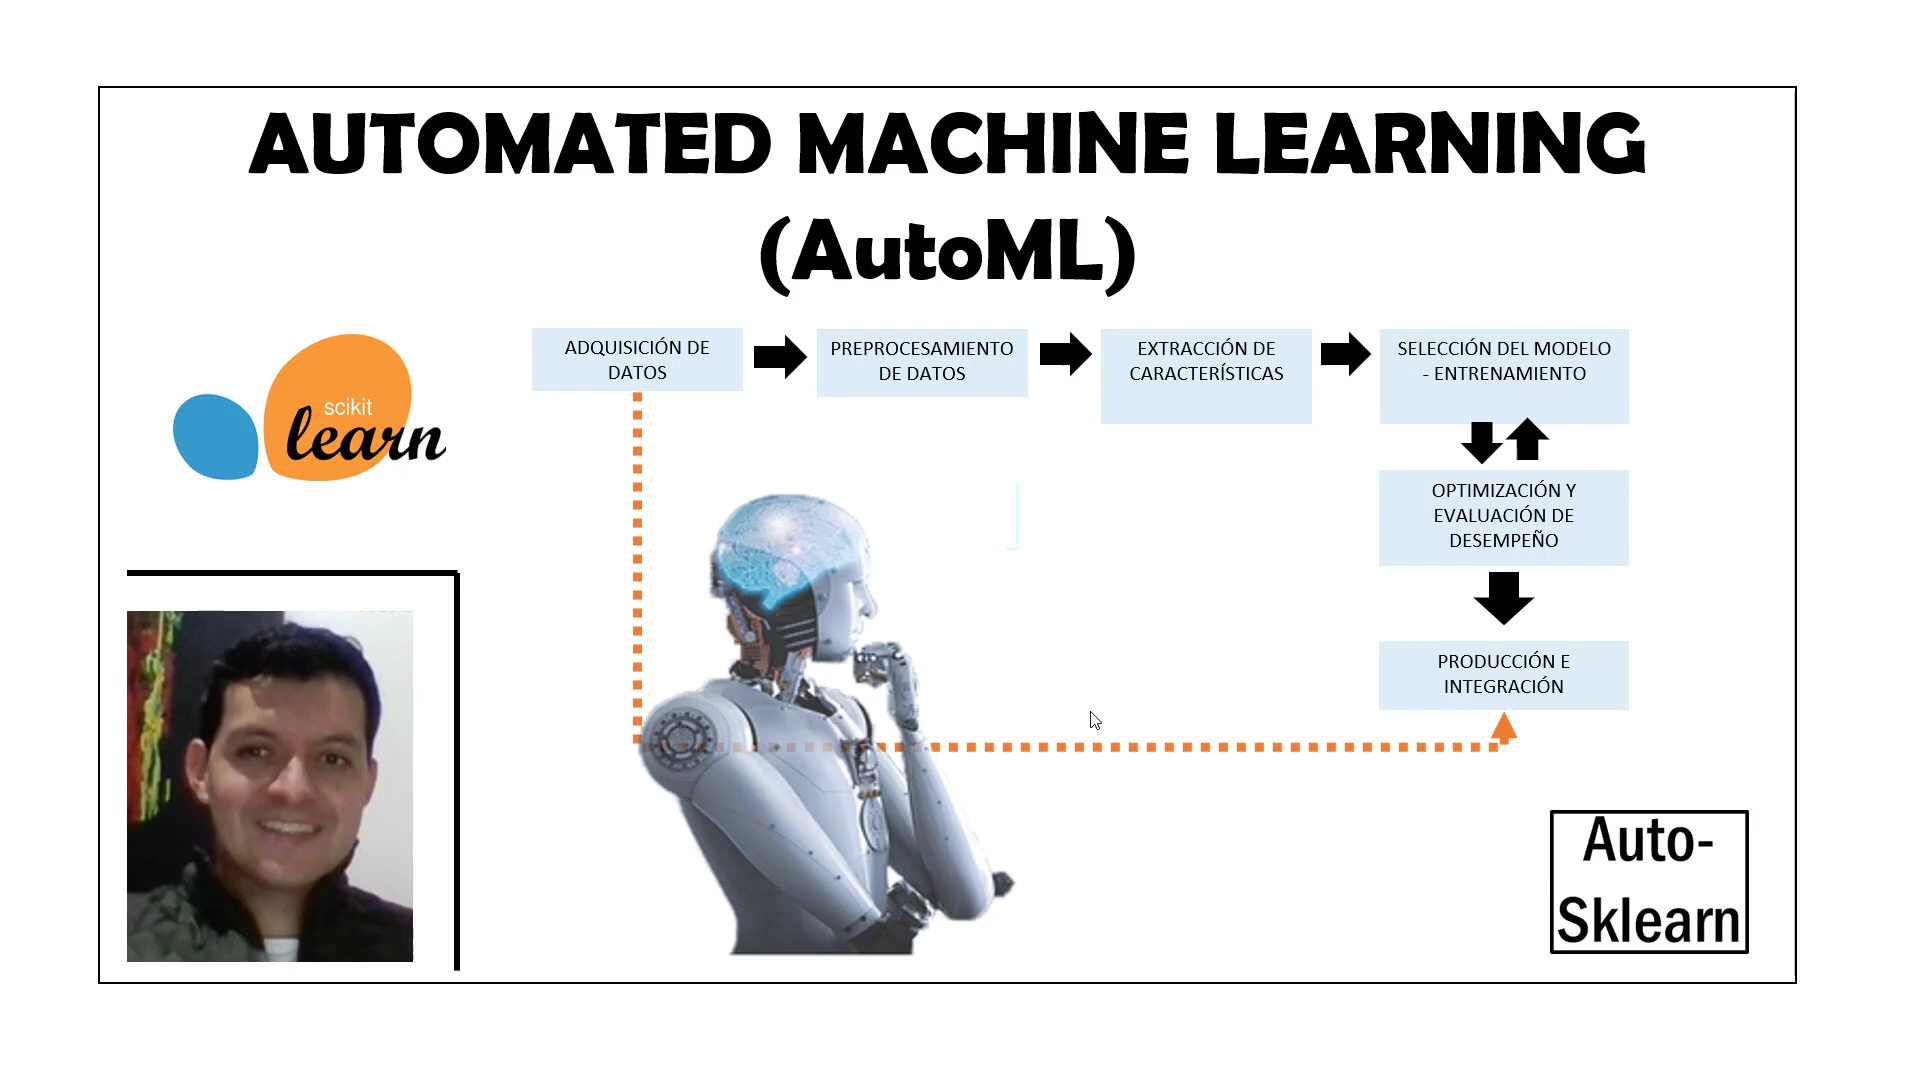 AUTOMATED MACHINE LEARNING
(AutoML)
scikit
learn
ADQUISICIÓN DE
DATOS
PREPROCESAMIENTO
DE DATOS
EXTRACCIÓN DE
CARACTERÍSTICAS
SELECCIÓN DEL MODELO
- ENTRENAMIENTO
OPTIMIZACIÓN Y
EVALUACIÓN DE
DESEMPEÑO
PRODUCCIÓN E
INTEGRACIÓN
Auto-
Sklearn